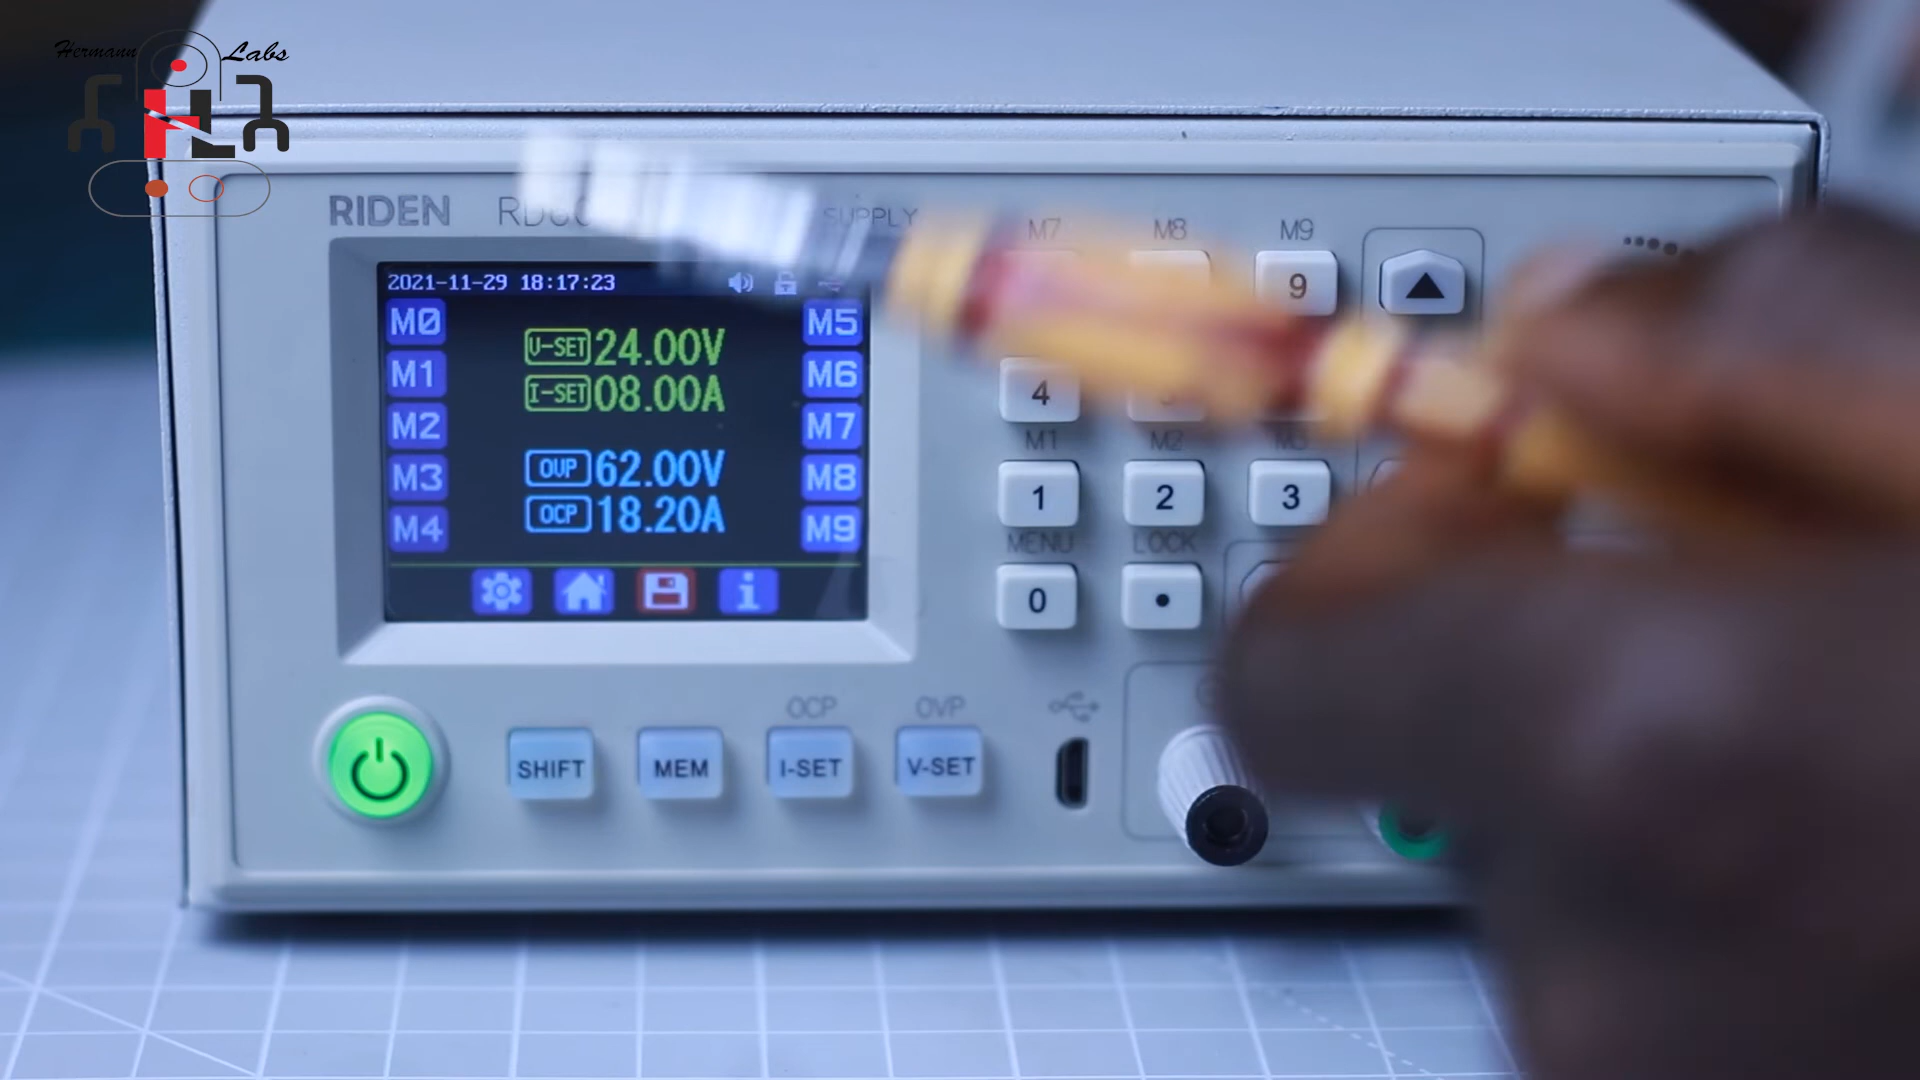 Hermann Labs
HL
RIDEN
SUPPLY
M7 M8 M9
9
2021-11-29 18:17:23
M0 M5
V-SET 24.00V
M1 M6
I-SET 08.00A
4
M2 M7
M1 M2 M3
M3 M8
OVP 62.00V
1 2 3
M4 M9
OCP 18.20A
MENU LOCK
i
0 •
OCP OVP
SHIFT MEM I-SET V-SET